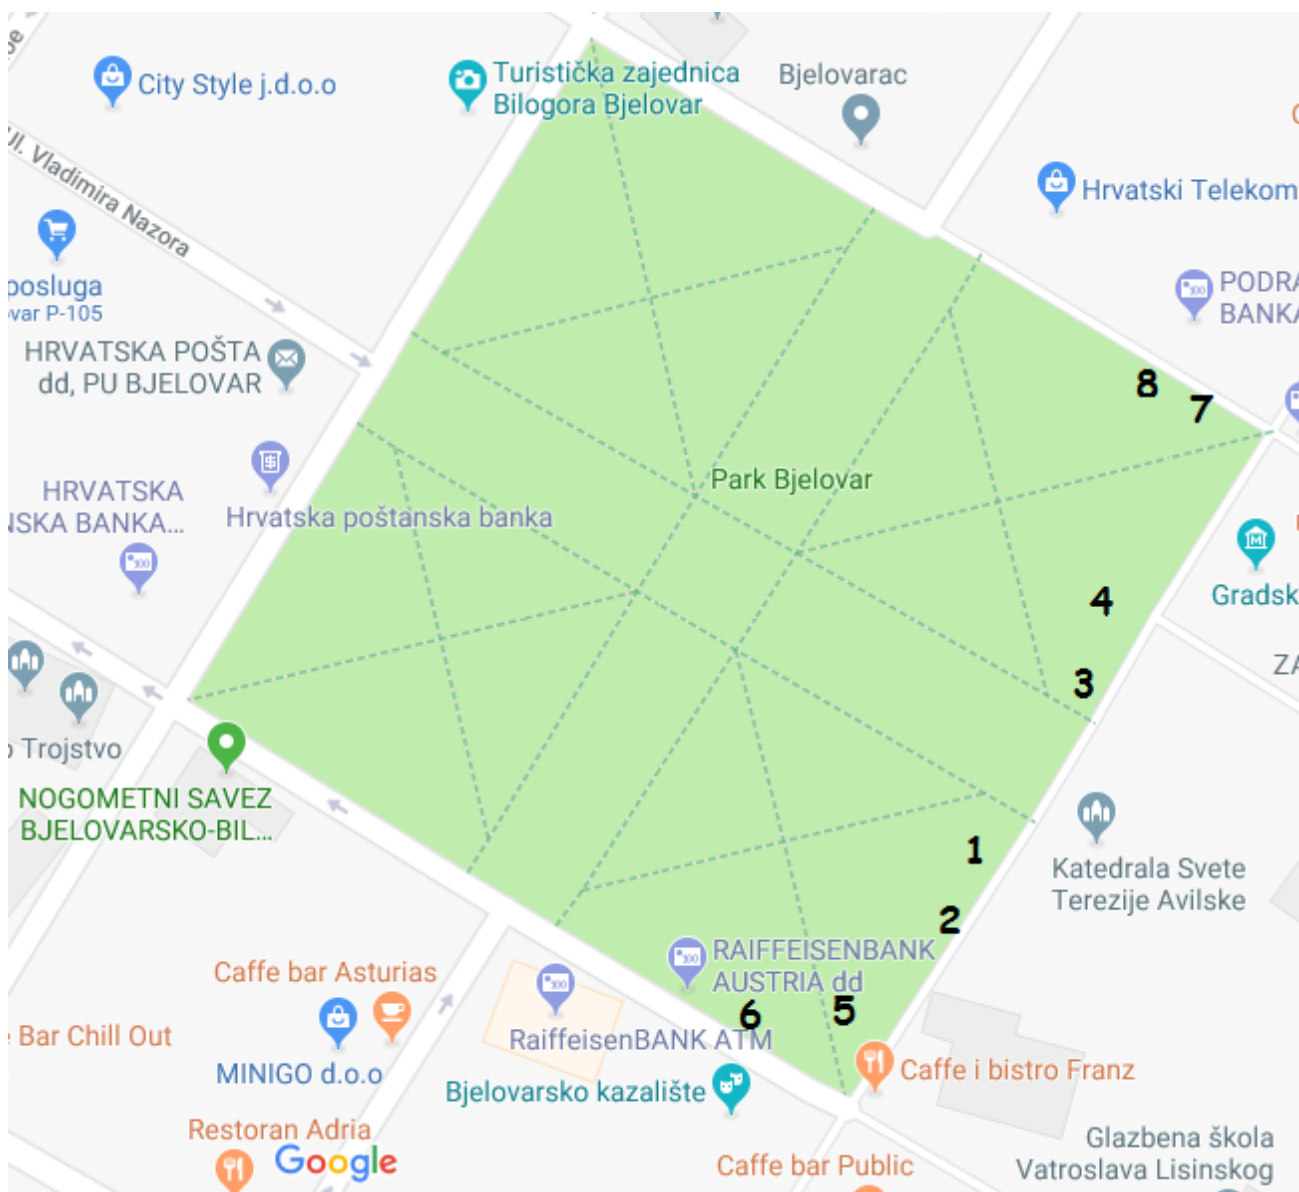 City Style j.d.o.o
Turistička zajednica
Bilogora Bjelovar
Bjelovarac
Ul. Vladimira Nazora
Hrvatski Telekom
posluga
var P-105
PODRA
BANKA
HRVATSKA POŠTA
dd, PU BJELOVAR
8
7
Park Bjelovar
HRVATSKA
NSKA BANKA...
Hrvatska poštanska banka
4
Gradsk
ZA
3
o Trojstvo
NOGOMETNI SAVEZ
BJELOVARSKO-BIL...
1
Katedrala Svete
Terezije Avilske
2
RAIFFEISENBANK
AUSTRIA dd
Caffe bar Asturias
6
5
e Bar Chill Out
RaiffeisenBANK ATM
MINIGO d.o.o
Caffe i bistro Franz
Bjelovarsko kazalište
Restoran Adria
Google
Caffe bar Public
Glazbena škola
Vatroslava Lisinskog